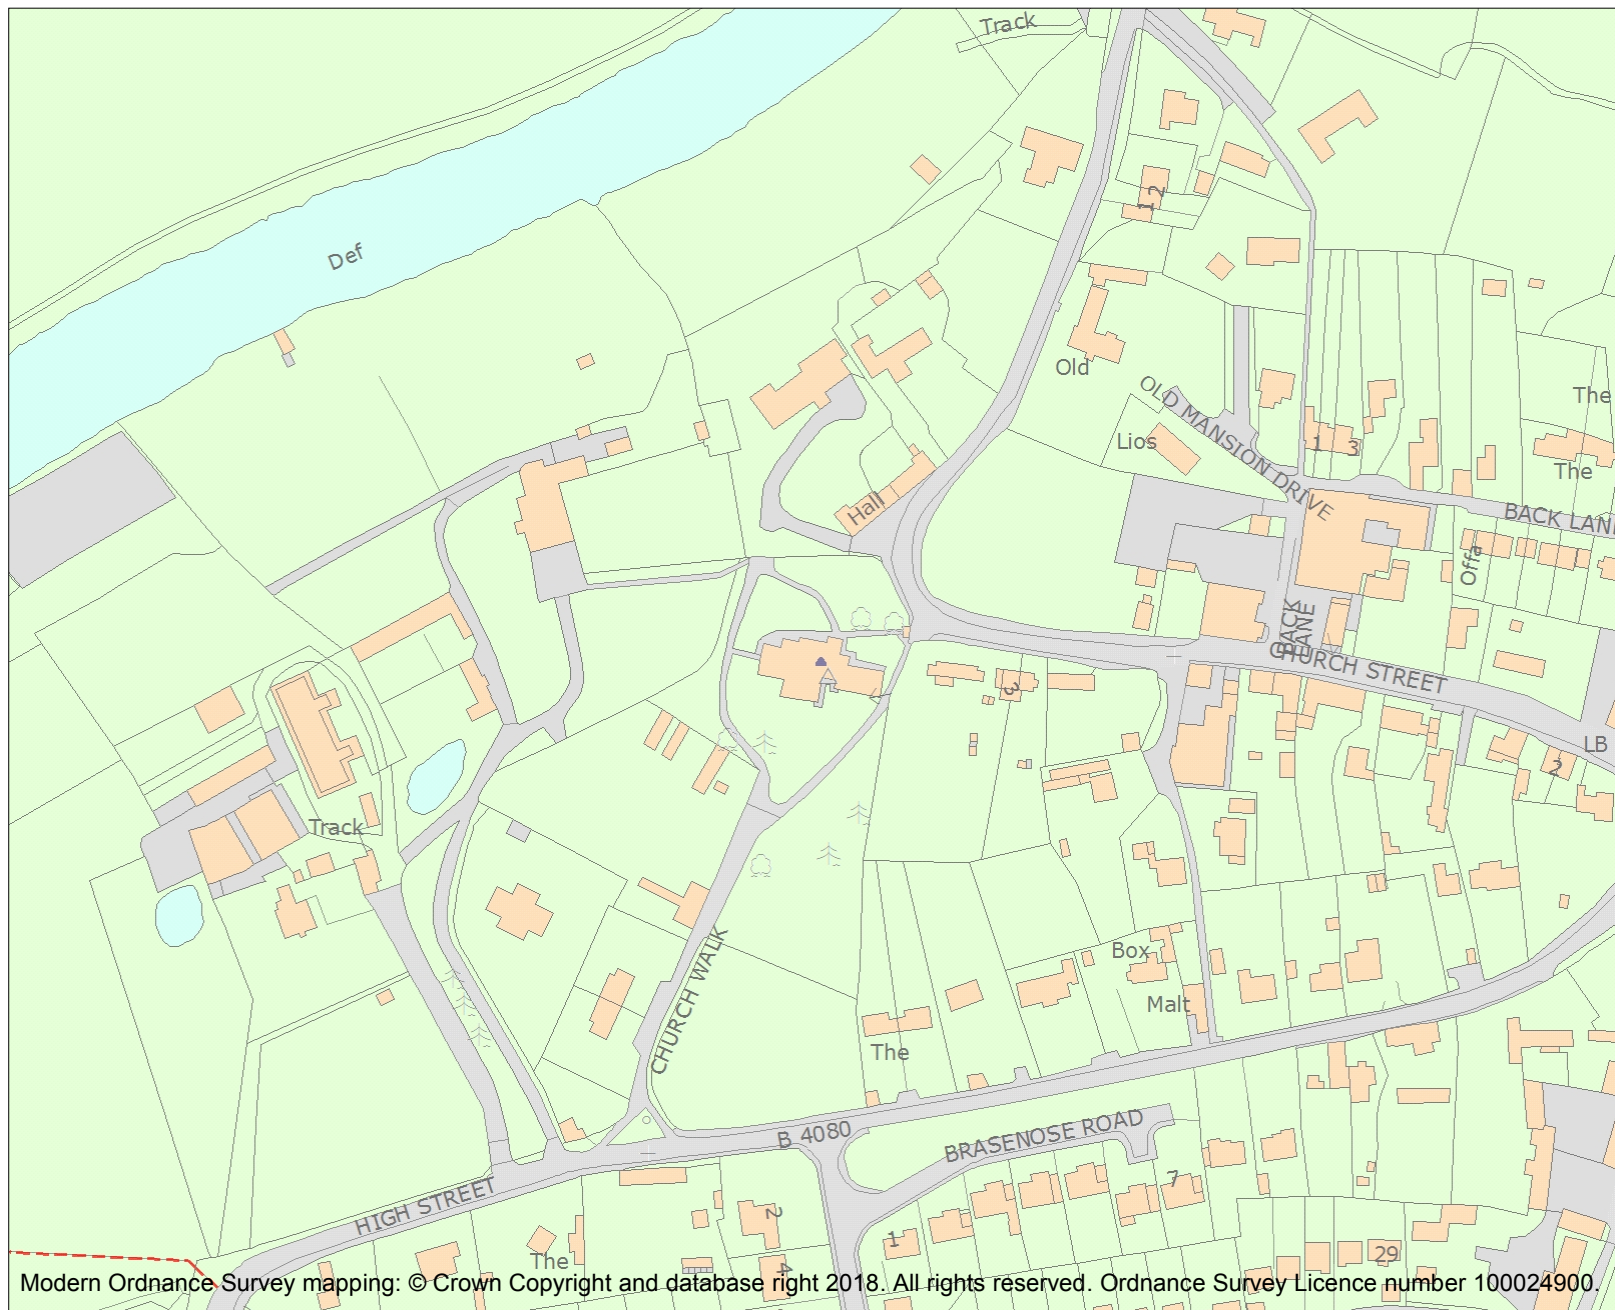 Track
Def
12
Old
OLD MANSION DRIVE
Lios
1
3
The
The
BACK LANE
Hall
Offa
BACK
LANE
CHURCH STREET
3
LB
2
Track
Box
Malt
CHURCH WALK
The
B 4080
BRASENOSE ROAD
7
HIGH STREET
2
1
The
4
29
Modern Ordnance Survey mapping: © Crown Copyright and database right 2018. All rights reserved. Ordnance Survey Licence number 100024900.